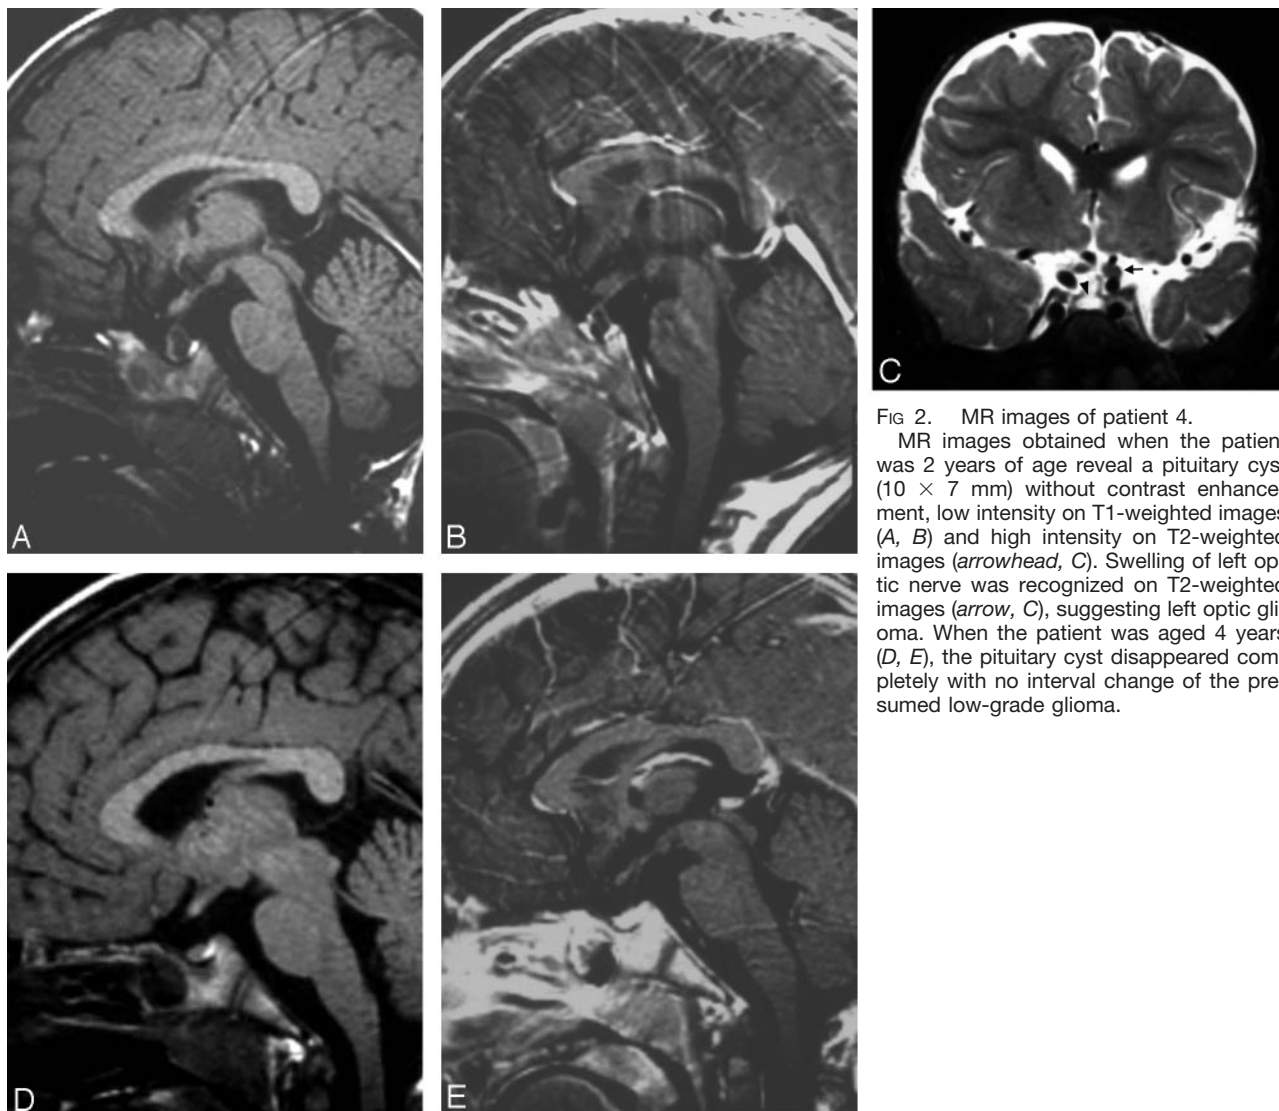 A
B
C
FIG 2. MR images of patient 4.
MR images obtained when the patien
was 2 years of age reveal a pituitary cys
(10 × 7 mm) without contrast enhance
ment, low intensity on T1-weighted images
(A, B) and high intensity on T2-weighted
images (arrowhead, C). Swelling of left op-
tic nerve was recognized on T2-weighted
images (arrow, C), suggesting left optic gli
oma. When the patient was aged 4 years
(D, E), the pituitary cyst disappeared com-
pletely with no interval change of the pre-
sumed low-grade glioma.
D
E